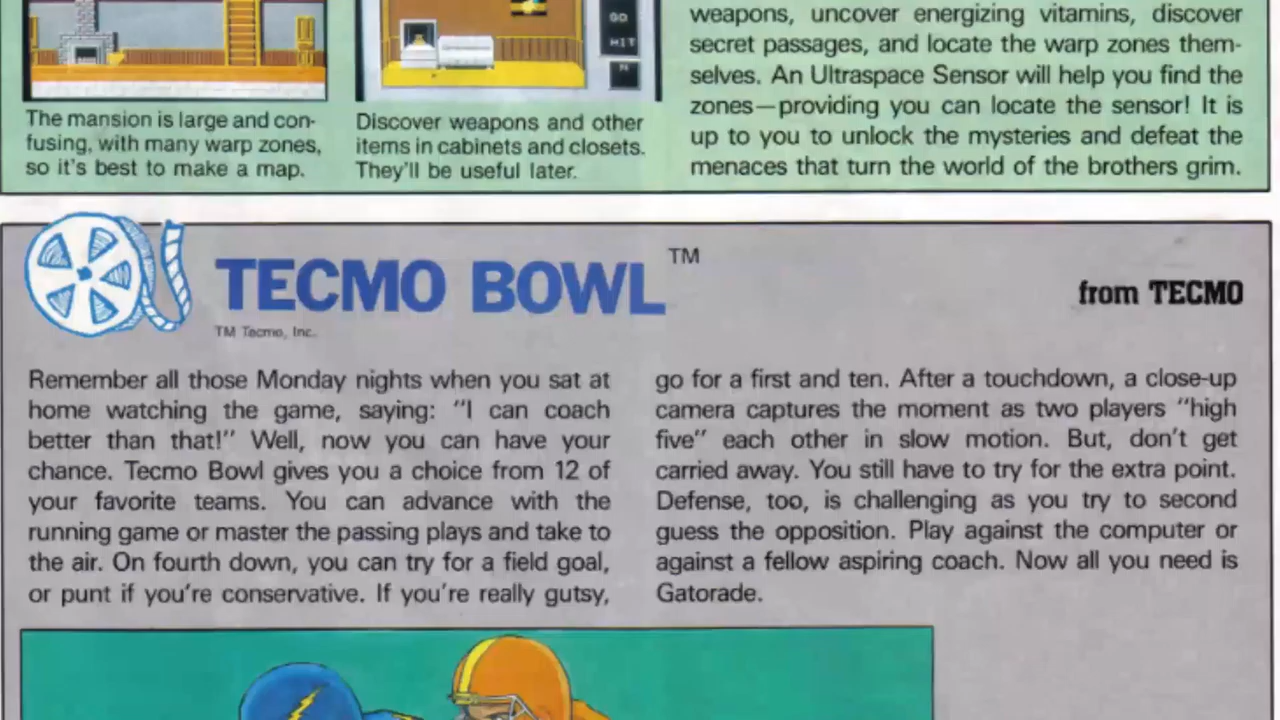 GO
HIT
The mansion is large and con-
fusing, with many warp zones,
so it's best to make a map.
Discover weapons and other
items in cabinets and closets.
They'll be useful later.
weapons, uncover energizing vitamins, discover
secret passages, and locate the warp zones them-
selves. An Ultraspace Sensor will help you find the
zones—providing you can locate the sensor! It is
up to you to unlock the mysteries and defeat the
menaces that turn the world of the brothers grim.
TECMO BOWL™
from TECMO
TM Tecmo, Inc.
Remember all those Monday nights when you sat at
home watching the game, saying: "I can coach
better than that!" Well, now you can have your
chance. Tecmo Bowl gives you a choice from 12 of
your favorite teams. You can advance with the
running game or master the passing plays and take to
the air. On fourth down, you can try for a field goal,
or punt if you're conservative. If you're really gutsy,
go for a first and ten. After a touchdown, a close-up
camera captures the moment as two players "high
five" each other in slow motion. But, don't get
carried away. You still have to try for the extra point.
Defense, too, is challenging as you try to second
guess the opposition. Play against the computer or
against a fellow aspiring coach. Now all you need is
Gatorade.